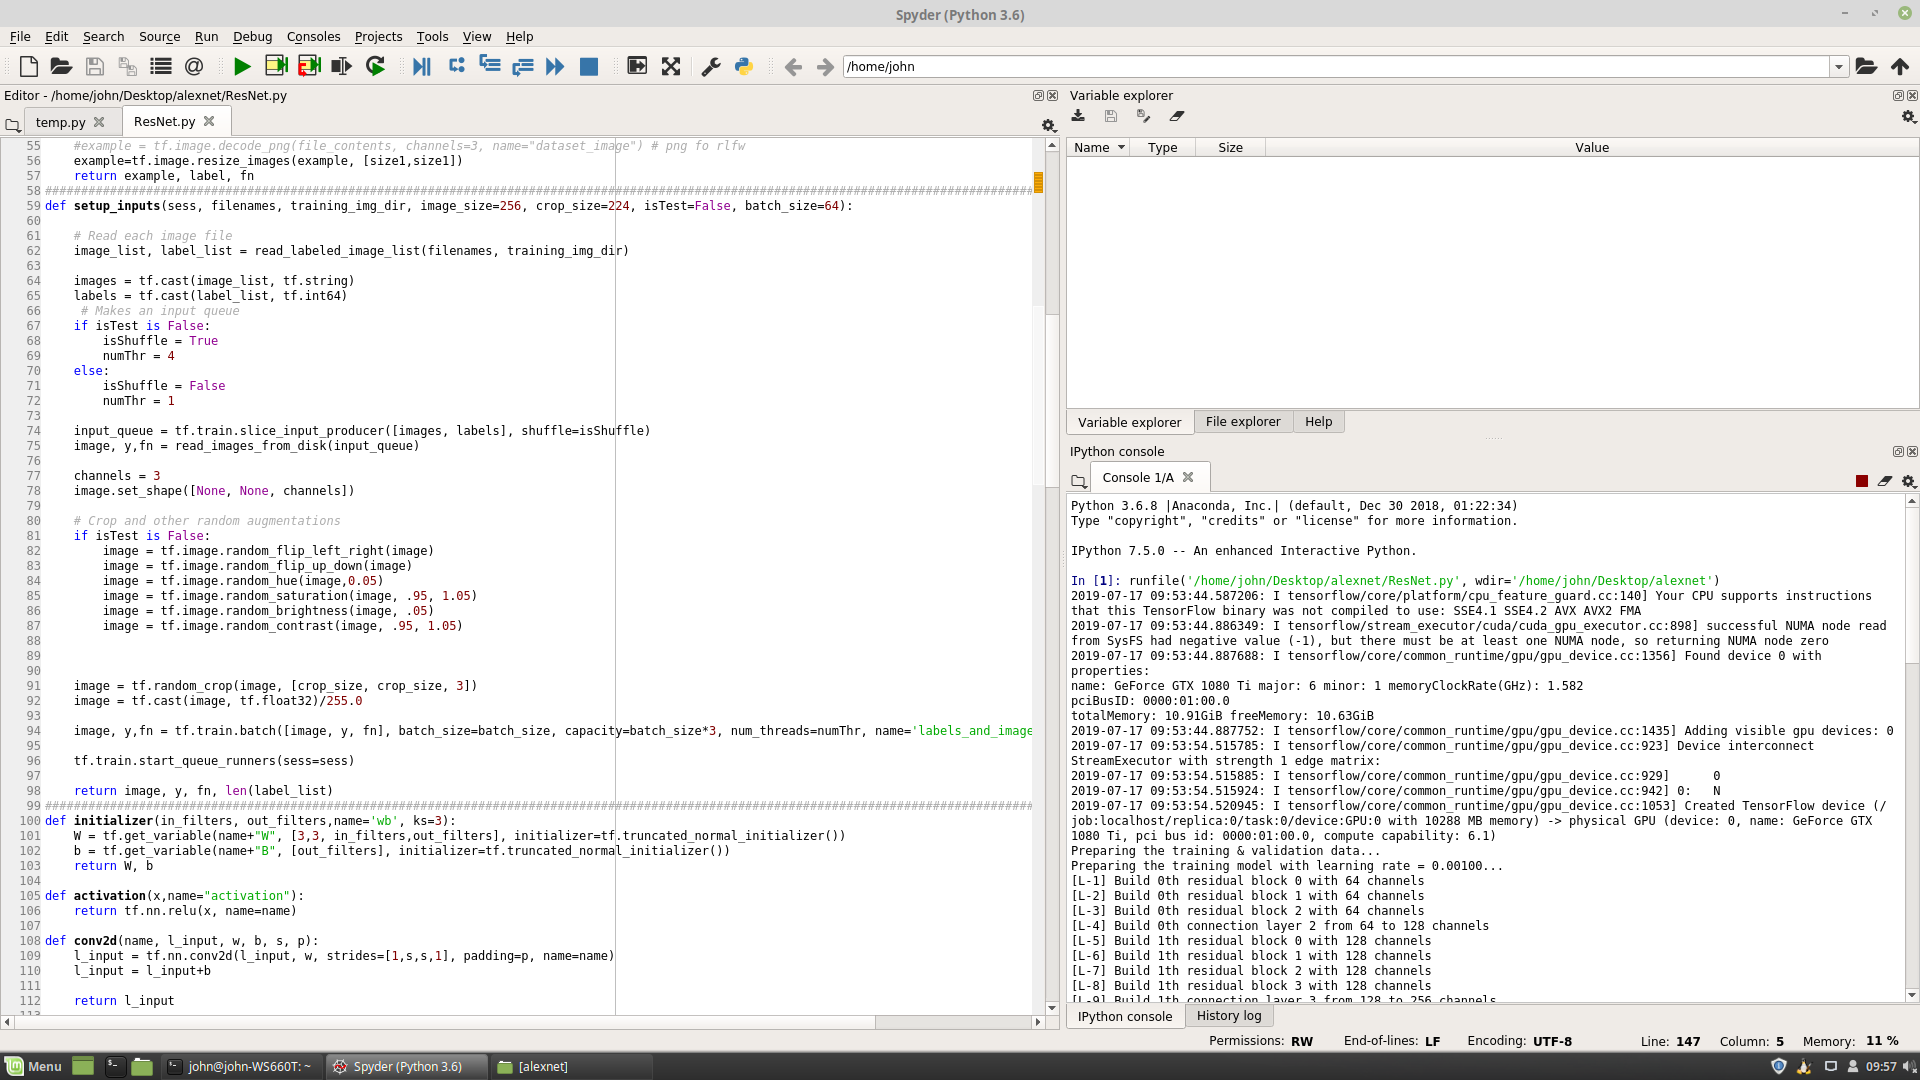 Spyder (Python 3.6)
File Edit Search Source Run Debug Consoles Projects Tools View Help
/home/john
Editor - /home/john/Desktop/alexnet/ResNet.py
temp.py ResNet.py
55 #example = tf.image.decode_png(file_contents, channels=3, name="dataset_image") # png fo rlfw
56 example=tf.image.resize_images(example, [size1,size1])
57 return example, label, fn
58
59 def setup_inputs(sess, filenames, training_img_dir, image_size=256, crop_size=224, isTest=False, batch_size=64):
60
61 # Read each image file
62 image_list, label_list = read_labeled_image_list(filenames, training_img_dir)
63
64 images = tf.cast(image_list, tf.string)
65 labels = tf.cast(label_list, tf.int64)
66 # Makes an input queue
67 if isTest is False:
68 isShuffle = True
69 numThr = 4
70 else:
71 isShuffle = False
72 numThr = 1
73
74 input_queue = tf.train.slice_input_producer([images, labels], shuffle=isShuffle)
75 image, y,fn = read_images_from_disk(input_queue)
76
77 channels = 3
78 image.set_shape([None, None, channels])
79
80 # Crop and other random augmentations
81 if isTest is False:
82 image = tf.image.random_flip_left_right(image)
83 image = tf.image.random_flip_up_down(image)
84 image = tf.image.random_hue(image,0.05)
85 image = tf.image.random_saturation(image, .95, 1.05)
86 image = tf.image.random_brightness(image, .05)
87 image = tf.image.random_contrast(image, .95, 1.05)
88
89
90
91 image = tf.random_crop(image, [crop_size, crop_size, 3])
92 image = tf.cast(image, tf.float32)/255.0
93
94 image, y,fn = tf.train.batch([image, y, fn], batch_size=batch_size, capacity=batch_size*3, num_threads=numThr, name='labels_and_image
95
96 tf.train.start_queue_runners(sess=sess)
97
98 return image, y, fn, len(label_list)
99
100 def initializer(in_filters, out_filters,name='wb', ks=3):
101 W = tf.get_variable(name+"W", [3,3, in_filters,out_filters], initializer=tf.truncated_normal_initializer())
102 b = tf.get_variable(name+"B", [out_filters], initializer=tf.truncated_normal_initializer())
103 return W, b
104
105 def activation(x,name="activation"):
106 return tf.nn.relu(x, name=name)
107
108 def conv2d(name, l_input, w, b, s, p):
109 l_input = tf.nn.conv2d(l_input, w, strides=[1,s,s,1], padding=p, name=name)
110 l_input = l_input+b
111
112 return l_input
Variable explorer
Name Type Size Value
Variable explorer File explorer Help
IPython console
Console 1/A
Python 3.6.8 |Anaconda, Inc.| (default, Dec 30 2018, 01:22:34)
Type "copyright", "credits" or "license" for more information.
IPython 7.5.0 -- An enhanced Interactive Python.
In [1]: runfile('/home/john/Desktop/alexnet/ResNet.py', wdir='/home/john/Desktop/alexnet')
2019-07-17 09:53:44.587206: I tensorflow/core/platform/cpu_feature_guard.cc:140] Your CPU supports instructions
that this TensorFlow binary was not compiled to use: SSE4.1 SSE4.2 AVX AVX2 FMA
2019-07-17 09:53:44.886349: I tensorflow/stream_executor/cuda/cuda_gpu_executor.cc:898] successful NUMA node read
from SysFS had negative value (-1), but there must be at least one NUMA node, so returning NUMA node zero
2019-07-17 09:53:44.887688: I tensorflow/core/common_runtime/gpu/gpu_device.cc:1356] Found device 0 with
properties:
name: GeForce GTX 1080 Ti major: 6 minor: 1 memoryClockRate(GHz): 1.582
pciBusID: 0000:01:00.0
totalMemory: 10.91GiB freeMemory: 10.63GiB
2019-07-17 09:53:44.887752: I tensorflow/core/common_runtime/gpu/gpu_device.cc:1435] Adding visible gpu devices: 0
2019-07-17 09:53:54.515785: I tensorflow/core/common_runtime/gpu/gpu_device.cc:923] Device interconnect
StreamExecutor with strength 1 edge matrix:
2019-07-17 09:53:54.515885: I tensorflow/core/common_runtime/gpu/gpu_device.cc:929] 0
2019-07-17 09:53:54.515924: I tensorflow/core/common_runtime/gpu/gpu_device.cc:942] 0: N
2019-07-17 09:53:54.520945: I tensorflow/core/common_runtime/gpu/gpu_device.cc:1053] Created TensorFlow device (/
job:localhost/replica:0/task:0/device:GPU:0 with 10288 MB memory) -> physical GPU (device: 0, name: GeForce GTX
1080 Ti, pci bus id: 0000:01:00.0, compute capability: 6.1)
Preparing the training & validation data...
Preparing the training model with learning rate = 0.00100...
[L-1] Build 0th residual block 0 with 64 channels
[L-2] Build 0th residual block 1 with 64 channels
[L-3] Build 0th residual block 2 with 64 channels
[L-4] Build 0th connection layer 2 from 64 to 128 channels
[L-5] Build 1th residual block 0 with 128 channels
[L-6] Build 1th residual block 1 with 128 channels
[L-7] Build 1th residual block 2 with 128 channels
[L-8] Build 1th residual block 3 with 128 channels
[L-9] Build 1th connection layer 3 from 128 to 256 channels
IPython console History log
Permissions: RW End-of-lines: LF Encoding: UTF-8 Line: 147 Column: 5 Memory: 11 %
Menu john@john-WS660T: ~ Spyder (Python 3.6) [alexnet] 09:57